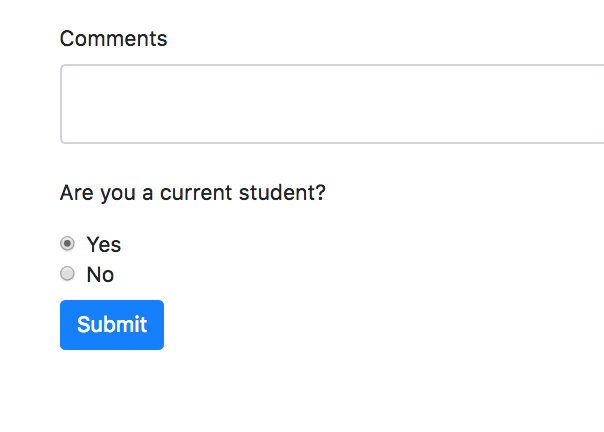 Comments
Are you a current student?
Yes
No
Submit